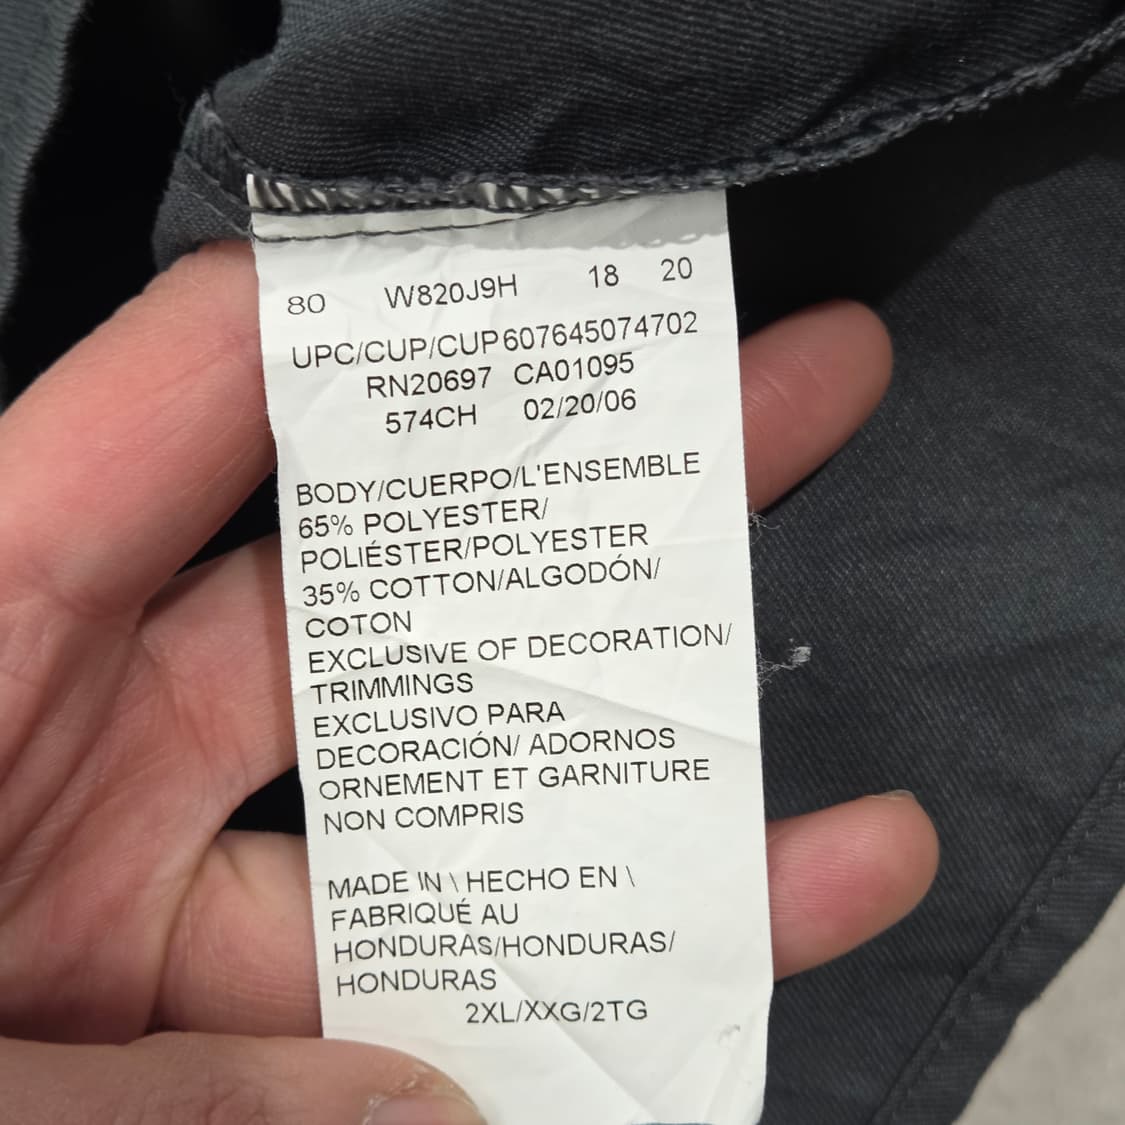 80 W820J9H 18 20
UPC/CUP/CUP607645074702
RN20697 CA01095
574CH 02/20/06
BODY/CUERPO/L'ENSEMBLE
65% POLYESTER/
POLIÉSTER/POLYESTER
35% COTTON/ALGODÓN/
COTON
EXCLUSIVE OF DECORATION/
TRIMMINGS
EXCLUSIVO PARA
DECORACIÓN/ ADORNOS
ORNEMENT ET GARNITURE
NON COMPRIS
MADE IN \ HECHO EN \
FABRIQUÉ AU
HONDURAS/HONDURAS/
HONDURAS
2XL/XXG/2TG